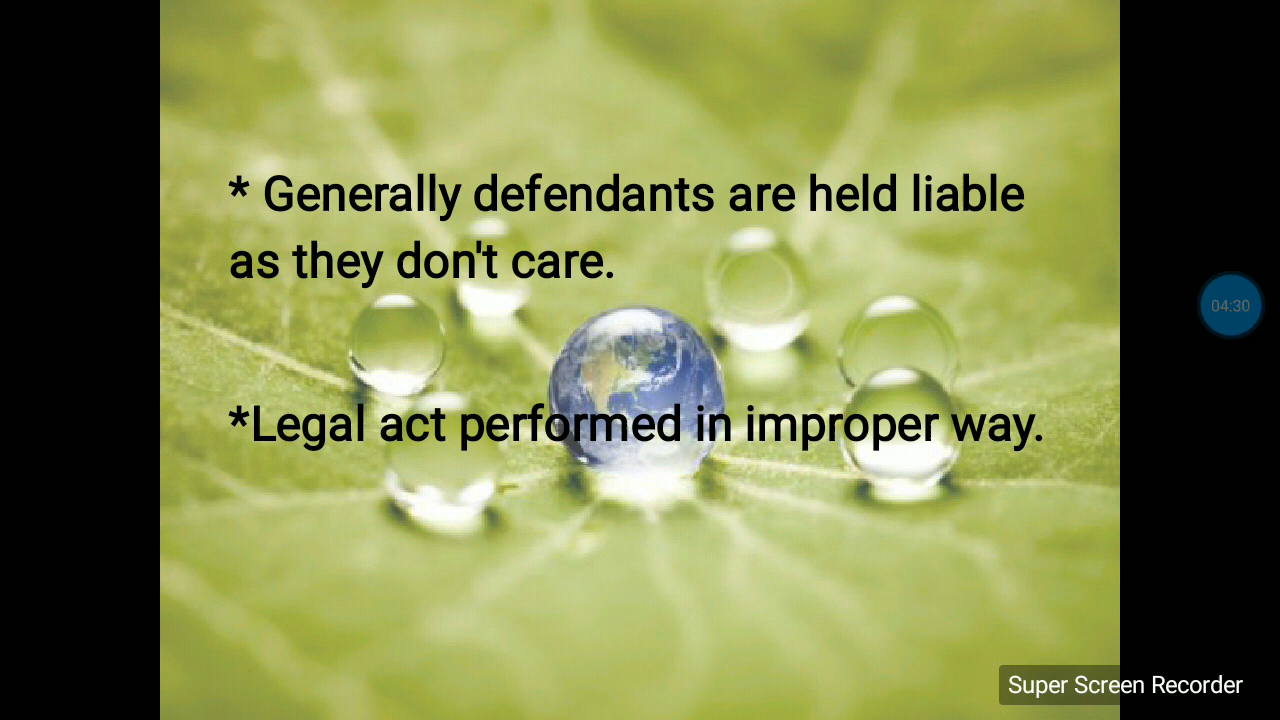 * Generally defendants are held liable
as they don't care.
*Legal act performed in improper way.
04:30
Super Screen Recorder